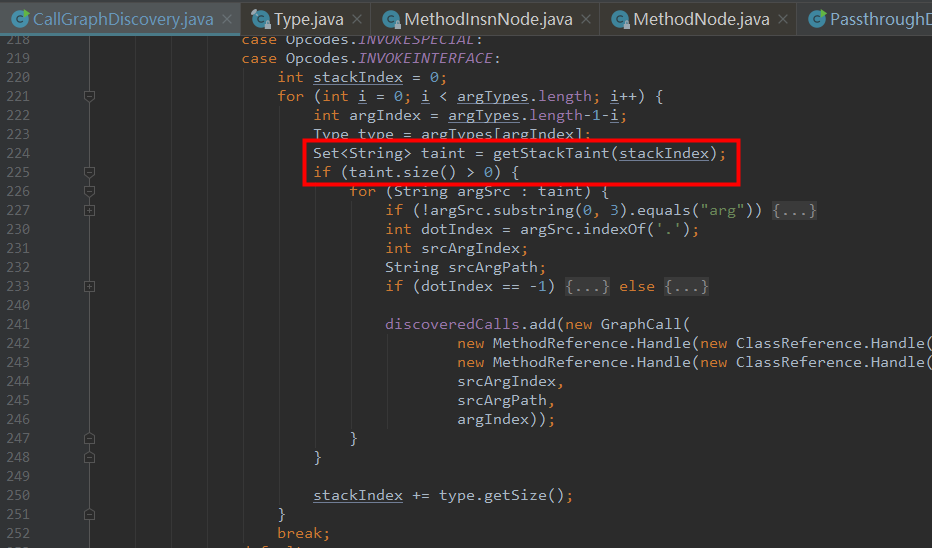 CallGraphDiscovery.java × Type.java × MethodInsnNode.java × MethodNode.java × PassthroughD
218 case Opcodes.INVOKESPECIAL:
219 case Opcodes.INVOKEINTERFACE:
220 int stackIndex = 0;
221 for (int i = 0; i < argTypes.length; i++) {
222 int argIndex = argTypes.length-1-i;
223 Type type = argTypes[argIndex];
224 Set<String> taint = getStackTaint(stackIndex);
225 if (taint.size() > 0) {
226 for (String argSrc : taint) {
227 if (!argSrc.substring(0, 3).equals("arg")) {...}
230 int dotIndex = argSrc.indexOf('.');
231 int srcArgIndex;
232 String srcArgPath;
233 if (dotIndex == -1) {...} else {...}
240
241 discoveredCalls.add(new GraphCall(
242 new MethodReference.Handle(new ClassReference.Handle(
243 new MethodReference.Handle(new ClassReference.Handle(
244 srcArgIndex,
245 srcArgPath,
246 argIndex));
247 }
248 }
249
250 stackIndex += type.getSize();
251 }
252 break;